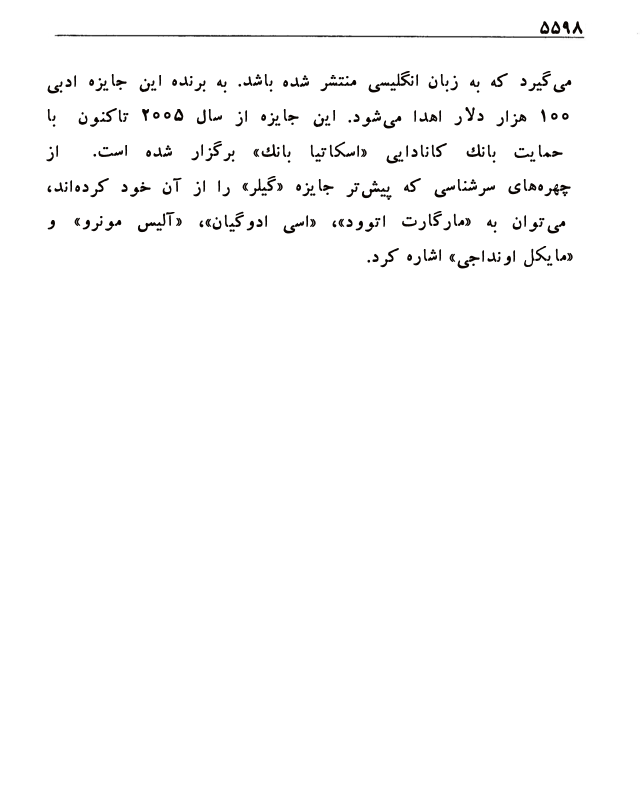 ۵۵۹۸
می‌گیرد که به زبان انگلیسی منتشر شده باشد. به برنده این جایزه ادبی
۱۰۰ هزار دلار اهدا می‌شود. این جایزه از سال ۲۰۰۵ تاکنون با
حمایت بانك کانادایی «اسکاتیا بانك» برگزار شده است. از
چهره‌های سرشناسی که پیش‌تر جایزه «گیلر» را از آن خود کرده‌اند،
می‌توان به «مارگارت اتوود»، «اسی ادوگیان»، «آلیس مونرو» و
«مایکل اونداجی» اشاره کرد.